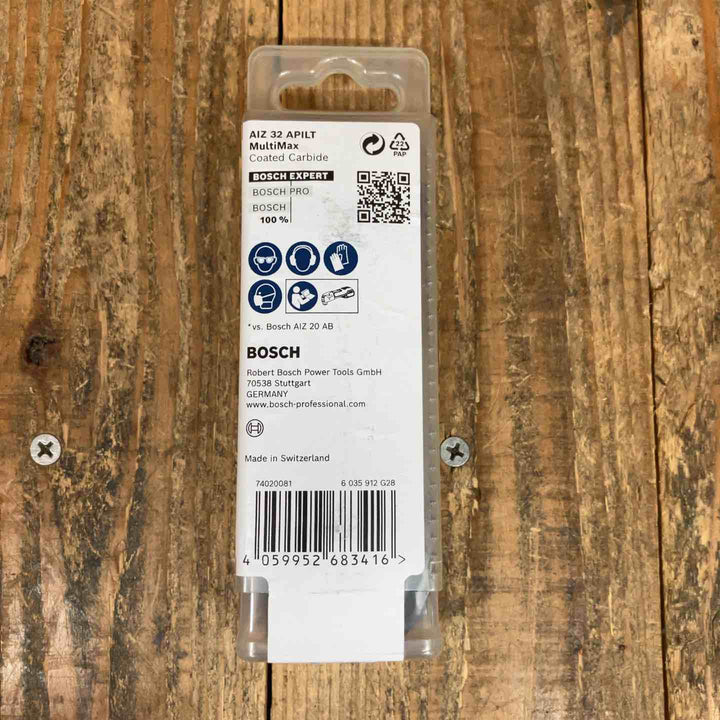 AIZ 32 APILT
MultiMax
Coated Carbide
22
PAP
BOSCH EXPERT
BOSCH PRO
BOSCH
100 %
* vs. Bosch AIZ 20 AB
BOSCH
Robert Bosch Power Tools GmbH
70538 Stuttgart
GERMANY
www.bosch-professional.com
Made in Switzerland
74020081 6 035 912 G28
4 059952 683416 >